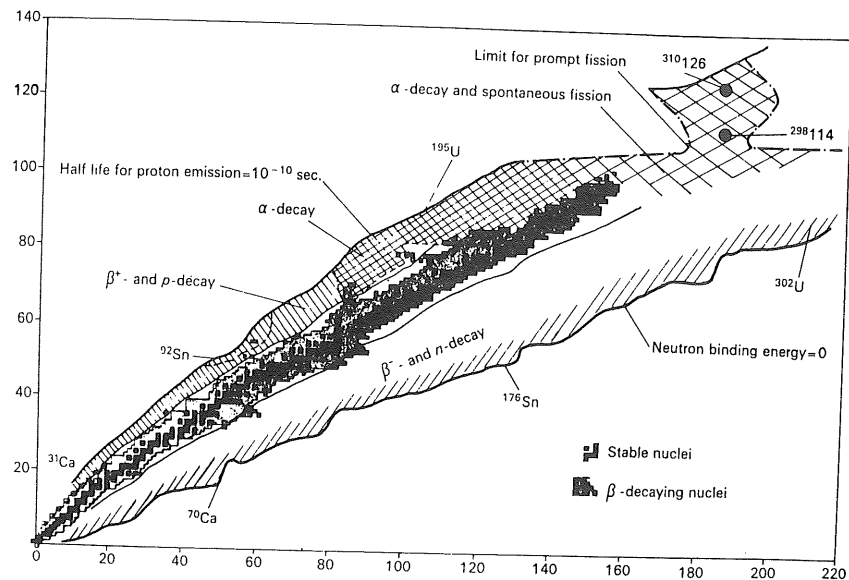 140
120
100
80
60
40
20
0
20
40
60
80
100
120
140
160
180
200
220
Limit for prompt fission
³¹⁰126
α-decay and spontaneous fission
²⁹⁸114
¹⁹⁵U
Half life for proton emission=10⁻¹⁰ sec.
α-decay
β⁺- and p-decay
³⁰²U
⁹²Sn
β⁻- and n-decay
Neutron binding energy=0
¹⁷⁶Sn
³¹Ca
Stable nuclei
β-decaying nuclei
⁷⁰Ca